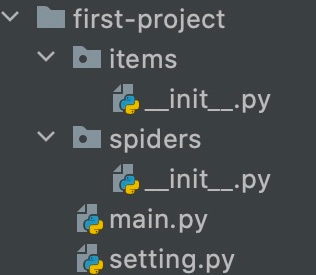 first-project
items
__init__.py
spiders
__init__.py
main.py
setting.py